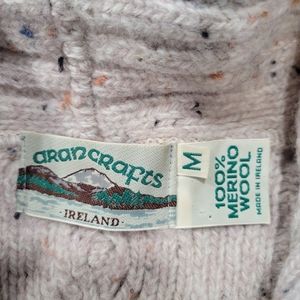 arancrafts
·IRELAND·
M
100%
MERINO
WOOL
MADE IN IRELAND